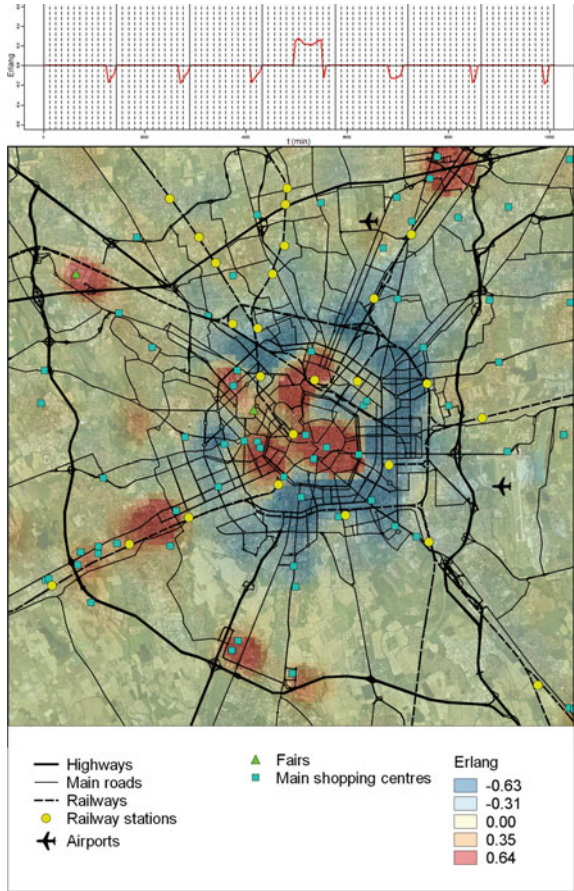 Erlang
t (min)
Highways
Main roads
Railways
Railway stations
Airports
Fairs
Main shopping centres
Erlang
-0.63
-0.31
0.00
0.35
0.64